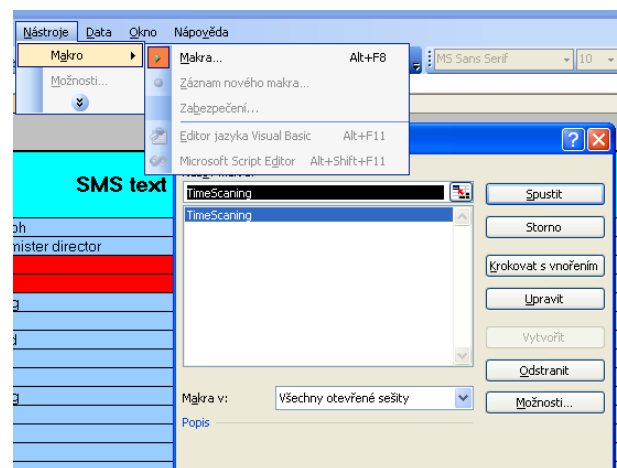 Nástroje Data Okno Nápověda
Makro
Možnosti...
Makra... Alt+F8
Záznam nového makra...
Zabezpečení...
Editor jazyka Visual Basic Alt+F11
Microsoft Script Editor Alt+Shift+F11
MS Sans Serif 10
SMS text
ph
mister director
TimeScaning
TimeScaning
Spustit
Storno
Krokovat s vnořením
Upravit
Vytvořit
Odstranit
Možnosti...
Makra v: Všechny otevřené sešity
Popis